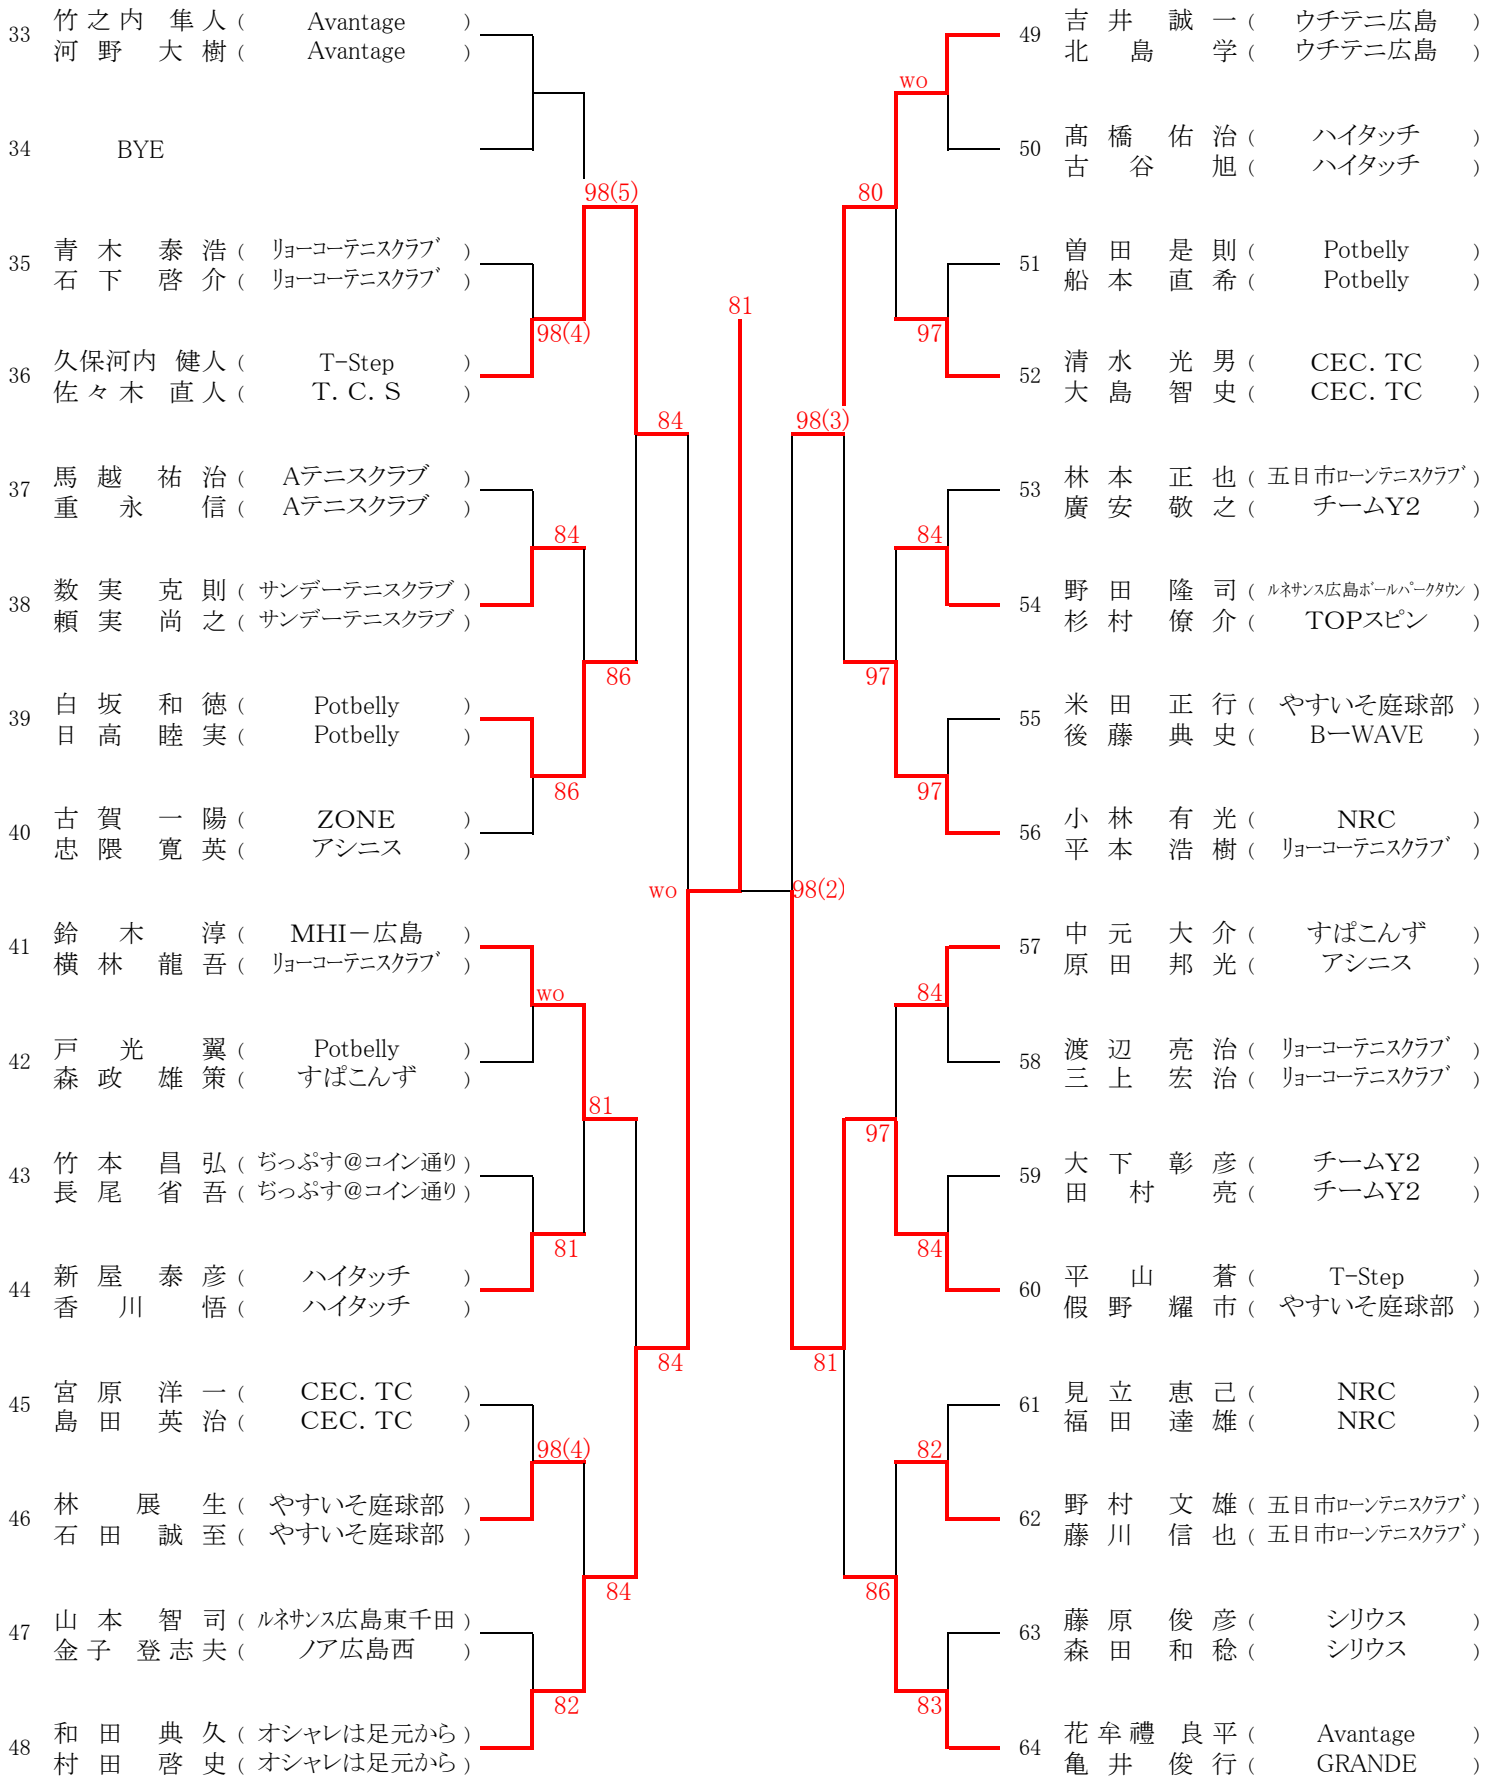 33 竹之内 隼人 ( Avantage )
河野 大樹 ( Avantage )
34 BYE
98(5)
35 青木 泰浩 ( リョーコーテニスクラブ )
石下 啓介 ( リョーコーテニスクラブ )
98(4)
36 久保河内 健人 ( T-Step )
佐々木 直人 ( T. C. S )
84
37 馬越 祐治 ( Aテニスクラブ )
重永 信 ( Aテニスクラブ )
84
38 数実 克則 ( サンデーテニスクラブ )
頼実 尚之 ( サンデーテニスクラブ )
86
39 白坂 和徳 ( Potbelly )
日高 睦実 ( Potbelly )
86
40 古賀 一陽 ( ZONE )
忠隈 寛英 ( アシニス )
wo
41 鈴木 淳 ( MHI－広島 )
横林 龍吾 ( リョーコーテニスクラブ )
wo
42 戸光 翼 ( Potbelly )
森政 雄策 ( すぱこんず )
81
43 竹本 昌弘 ( ぢっぷす@コイン通り )
長尾 省吾 ( ぢっぷす@コイン通り )
81
44 新屋 泰彦 ( ハイタッチ )
香川 悟 ( ハイタッチ )
84
45 宮原 洋一 ( CEC. TC )
島田 英治 ( CEC. TC )
98(4)
46 林 展生 ( やすいそ庭球部 )
石田 誠至 ( やすいそ庭球部 )
84
47 山本 智司 ( ルネサンス広島東千田 )
金子 登志夫 ( ノア広島西 )
82
48 和田 典久 ( オシャレは足元から )
村田 啓史 ( オシャレは足元から )
81
49 吉井 誠一 ( ウチテニ広島 )
北島 学 ( ウチテニ広島 )
wo
50 髙橋 佑治 ( ハイタッチ )
古谷 旭 ( ハイタッチ )
80
51 曽田 是則 ( Potbelly )
船本 直希 ( Potbelly )
97
52 清水 光男 ( CEC. TC )
大島 智史 ( CEC. TC )
98(3)
53 林本 正也 ( 五日市ローンテニスクラブ )
廣安 敬之 ( チームY2 )
84
54 野田 隆司 ( ルネサンス広島ボールパークタウン )
杉村 僚介 ( TOPスピン )
97
55 米田 正行 ( やすいそ庭球部 )
後藤 典史 ( BーWAVE )
97
56 小林 有光 ( NRC )
平本 浩樹 ( リョーコーテニスクラブ )
98(2)
57 中元 大介 ( すぱこんず )
原田 邦光 ( アシニス )
84
58 渡辺 亮治 ( リョーコーテニスクラブ )
三上 宏治 ( リョーコーテニスクラブ )
97
59 大下 彰彦 ( チームY2 )
田村 亮 ( チームY2 )
84
60 平山 蒼 ( T-Step )
假野 耀市 ( やすいそ庭球部 )
81
61 見立 恵己 ( NRC )
福田 達雄 ( NRC )
82
62 野村 文雄 ( 五日市ローンテニスクラブ )
藤川 信也 ( 五日市ローンテニスクラブ )
86
63 藤原 俊彦 ( シリウス )
森田 和稔 ( シリウス )
83
64 花牟禮 良平 ( Avantage )
亀井 俊行 ( GRANDE )